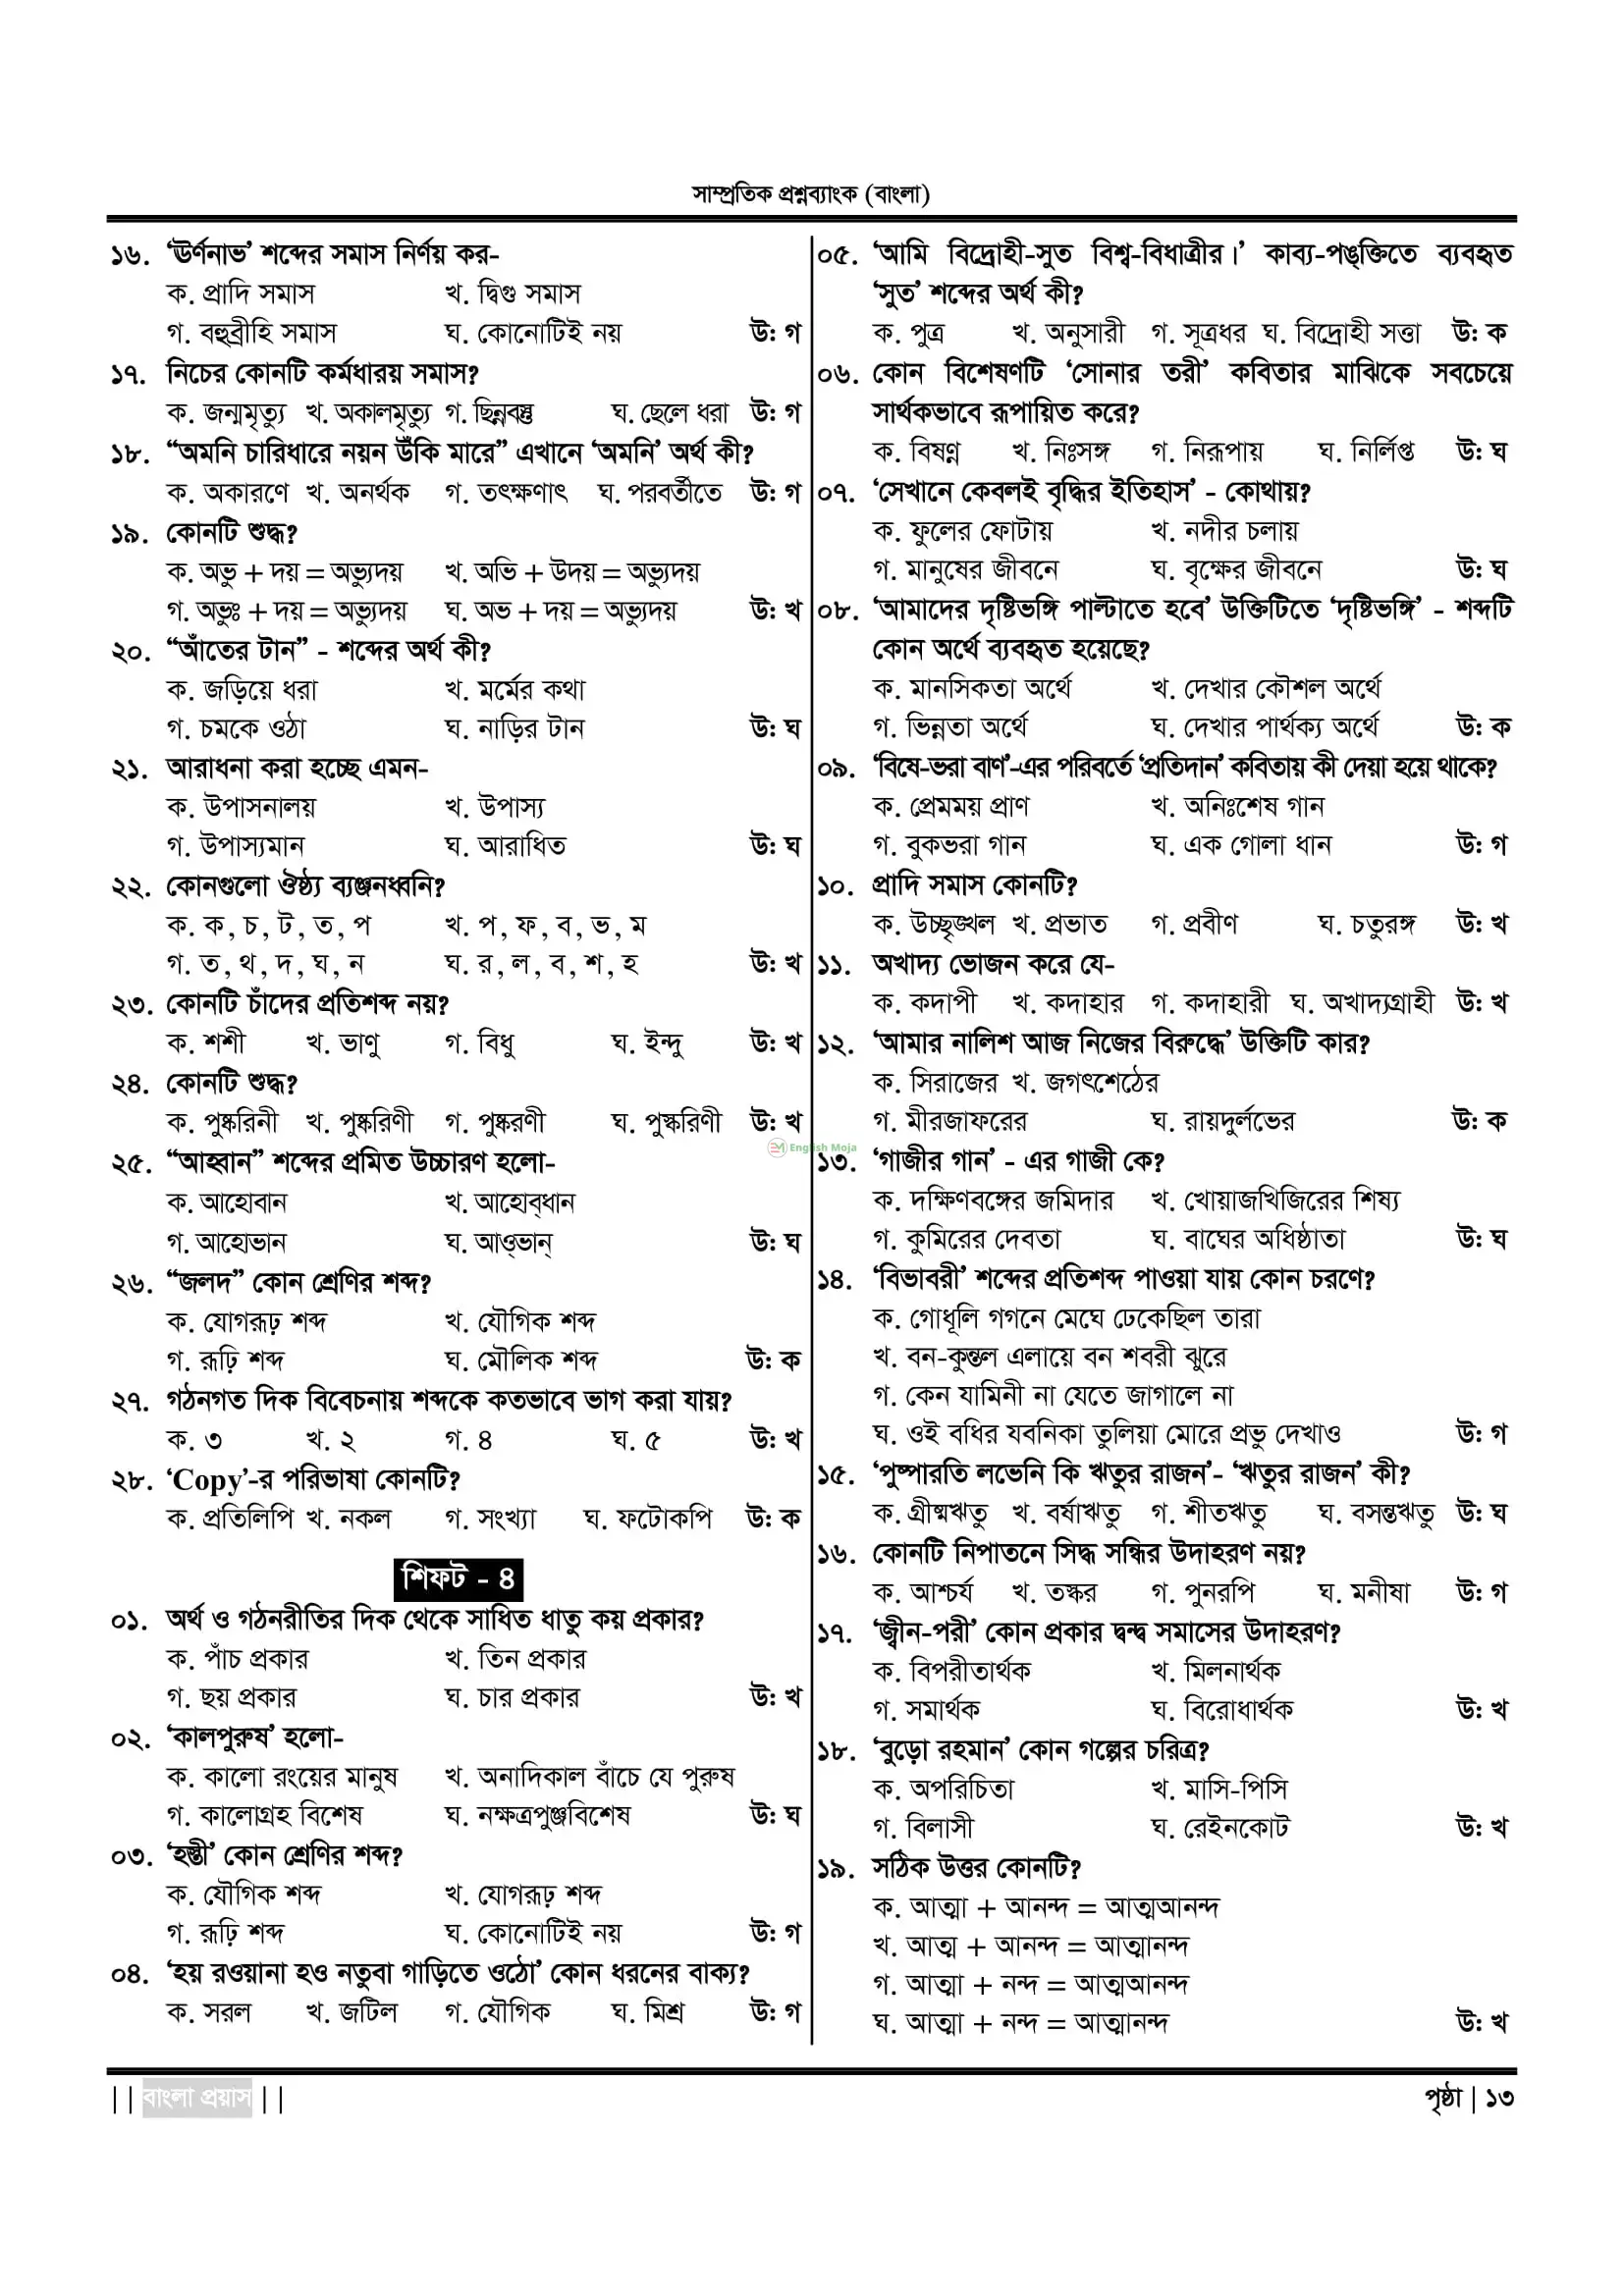 সাম্প্রতিক প্রশ্নব্যাংক (বাংলা)
১৬. ‘ঊর্ণনাভ’ শব্দের সমাস নির্ণয় কর-
ক. প্রাদি সমাস খ. দ্বিগু সমাস
গ. বহুব্রীহি সমাস ঘ. কোনোটিই নয় উ: গ
১৭. নিচের কোনটি কর্মধারয় সমাস?
ক. জন্মমৃত্যু খ. অকালমৃত্যু গ. ছিন্নবস্ত্র ঘ. ছেলে ধরা উ: গ
১৮. “অমনি চারিধারে নয়ন উঁকি মারে” এখানে ‘অমনি’ অর্থ কী?
ক. অকারণে খ. অনর্থক গ. তৎক্ষণাৎ ঘ. পরবর্তীতে উ: গ
১৯. কোনটি শুদ্ধ?
ক. অভ্যু + দয় = অভ্যুদয় খ. অভি + উদয় = অভ্যুদয়
গ. অভ্যুঃ + দয় = অভ্যুদয় ঘ. অভ + দয় = অভ্যুদয় উ: খ
২০. “আঁতের টান” - শব্দের অর্থ কী?
ক. জড়িয়ে ধরা খ. মর্মের কথা
গ. চমকে ওঠা ঘ. নাড়ির টান উ: ঘ
২১. আরাধনা করা হচ্ছে এমন-
ক. উপাসনালয় খ. উপাস্য
গ. উপাস্যমান ঘ. আরাধিত উ: ঘ
২২. কোনগুলো ঔষ্ঠ্য ব্যঞ্জনধ্বনি?
ক. ক, চ, ট, ত, প খ. প, ফ, ব, ভ, ম
গ. ত, থ, দ, ঘ, ন ঘ. র, ল, ব, শ, হ উ: খ
২৩. কোনটি চাঁদের প্রতিশব্দ নয়?
ক. শশী খ. ভাণু গ. বিধু ঘ. ইন্দু উ: খ
২৪. কোনটি শুদ্ধ?
ক. পুষ্করিনী খ. পুষ্করিণী গ. পুষ্করণী ঘ. পুস্করিণী উ: খ
২৫. “আহ্বান” শব্দের প্রমিত উচ্চারণ হলো-
ক. আহোবান খ. আহোব্ধান
গ. আহোভান ঘ. আও্ভান্ উ: ঘ
২৬. “জলদ” কোন শ্রেণির শব্দ?
ক. যোগরূঢ় শব্দ খ. যৌগিক শব্দ
গ. রূঢ়ি শব্দ ঘ. মৌলিক শব্দ উ: ক
২৭. গঠনগত দিক বিবেচনায় শব্দকে কতভাবে ভাগ করা যায়?
ক. ৩ খ. ২ গ. ৪ ঘ. ৫ উ: খ
২৮. ‘Copy’-র পরিভাষা কোনটি?
ক. প্রতিলিপি খ. নকল গ. সংখ্যা ঘ. ফটোকপি উ: ক
শিফট - ৪
০১. অর্থ ও গঠনরীতির দিক থেকে সাধিত ধাতু কয় প্রকার?
ক. পাঁচ প্রকার খ. তিন প্রকার
গ. ছয় প্রকার ঘ. চার প্রকার উ: খ
০২. ‘কালপুরুষ’ হলো-
ক. কালো রংয়ের মানুষ খ. অনাদিকাল বাঁচে যে পুরুষ
গ. কালোগ্রহ বিশেষ ঘ. নক্ষত্রপুঞ্জবিশেষ উ: ঘ
০৩. ‘হস্তী’ কোন শ্রেণির শব্দ?
ক. যৌগিক শব্দ খ. যোগরূঢ় শব্দ
গ. রূঢ়ি শব্দ ঘ. কোনোটিই নয় উ: গ
০৪. ‘হয় রওয়ানা হও নতুবা গাড়িতে ওঠো’ কোন ধরনের বাক্য?
ক. সরল খ. জটিল গ. যৌগিক ঘ. মিশ্র উ: গ
০৫. ‘আমি বিদ্রোহী-সুত বিশ্ব-বিধাত্রীর।’ কাব্য-পঙ্‌ক্তিতে ব্যবহৃত
‘সুত’ শব্দের অর্থ কী?
ক. পুত্র খ. অনুসারী গ. সূত্রধর ঘ. বিদ্রোহী সত্তা উ: ক
০৬. কোন বিশেষণটি ‘সোনার তরী’ কবিতার মাঝিকে সবচেয়ে
সার্থকভাবে রূপায়িত করে?
ক. বিষণ্ণ খ. নিঃসঙ্গ গ. নিরূপায় ঘ. নির্লিপ্ত উ: ঘ
০৭. ‘সেখানে কেবলই বৃদ্ধির ইতিহাস’ - কোথায়?
ক. ফুলের ফোটায় খ. নদীর চলায়
গ. মানুষের জীবনে ঘ. বৃক্ষের জীবনে উ: ঘ
০৮. ‘আমাদের দৃষ্টিভঙ্গি পাল্টাতে হবে’ উক্তিটিতে ‘দৃষ্টিভঙ্গি’ - শব্দটি
কোন অর্থে ব্যবহৃত হয়েছে?
ক. মানসিকতা অর্থে খ. দেখার কৌশল অর্থে
গ. ভিন্নতা অর্থে ঘ. দেখার পার্থক্য অর্থে উ: ক
০৯. ‘বিষে-ভরা বাণ’-এর পরিবর্তে ‘প্রতিদান’ কবিতায় কী দেয়া হয়ে থাকে?
ক. প্রেমময় প্রাণ খ. অনিঃশেষ গান
গ. বুকভরা গান ঘ. এক গোলা ধান উ: গ
১০. প্রাদি সমাস কোনটি?
ক. উচ্ছৃঙ্খল খ. প্রভাত গ. প্রবীণ ঘ. চতুরঙ্গ উ: খ
১১. অখাদ্য ভোজন করে যে-
ক. কদাপী খ. কদাহার গ. কদাহারী ঘ. অখাদ্যগ্রাহী উ: খ
১২. ‘আমার নালিশ আজ নিজের বিরুদ্ধে’ উক্তিটি কার?
ক. সিরাজের খ. জগৎশেঠের
গ. মীরজাফরের ঘ. রায়দুর্লভের উ: ক
English Moja
১৩. ‘গাজীর গান’ - এর গাজী কে?
ক. দক্ষিণবঙ্গের জমিদার খ. খোয়াজখিজিরের শিষ্য
গ. কুমিরের দেবতা ঘ. বাঘের অধিষ্ঠাতা উ: ঘ
১৪. ‘বিভাবরী’ শব্দের প্রতিশব্দ পাওয়া যায় কোন চরণে?
ক. গোধূলি গগনে মেঘে ঢেকেছিল তারা
খ. বন-কুন্তল এলায়ে বন শবরী ঝুরে
গ. কেন যামিনী না যেতে জাগালে না
ঘ. ওই বধির যবনিকা তুলিয়া মোরে প্রভু দেখাও উ: গ
১৫. ‘পুষ্পারতি লভেনি কি ঋতুর রাজন’- ‘ঋতুর রাজন’ কী?
ক. গ্রীষ্মঋতু খ. বর্ষাঋতু গ. শীতঋতু ঘ. বসন্তঋতু উ: ঘ
১৬. কোনটি নিপাতনে সিদ্ধ সন্ধির উদাহরণ নয়?
ক. আশ্চর্য খ. তস্কর গ. পুনরপি ঘ. মনীষা উ: গ
১৭. ‘জ্বীন-পরী’ কোন প্রকার দ্বন্দ্ব সমাসের উদাহরণ?
ক. বিপরীতার্থক খ. মিলনার্থক
গ. সমার্থক ঘ. বিরোধার্থক উ: খ
১৮. ‘বুড়ো রহমান’ কোন গল্পের চরিত্র?
ক. অপরিচিতা খ. মাসি-পিসি
গ. বিলাসী ঘ. রেইনকোট উ: খ
১৯. সঠিক উত্তর কোনটি?
ক. আত্মা + আনন্দ = আত্মআনন্দ
খ. আত্ম + আনন্দ = আত্মানন্দ
গ. আত্মা + নন্দ = আত্মআনন্দ
ঘ. আত্মা + নন্দ = আত্মানন্দ উ: খ
|| বাংলা প্রয়াস || পৃষ্ঠা | ১৩